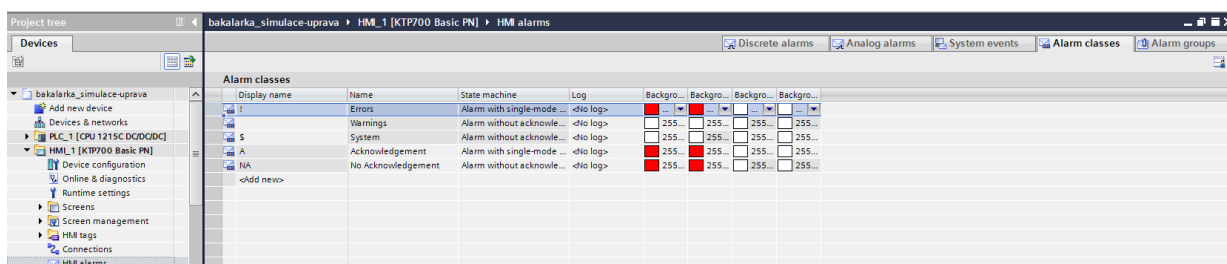 Project tree
bakalarka_simulace-uprava ▸ HMI_1 [KTP700 Basic PN] ▸ HMI alarms
Devices
Discrete alarms
Analog alarms
System events
Alarm classes
Alarm groups
Alarm classes
Display name Name State machine Log Backgro... Backgro... Backgro... Backgro...
! Errors Alarm with single-mode ... <No log> ... ... ... ...
Warnings Alarm without acknowle... <No log> 255... 255... 255... 255...
$ System Alarm without acknowle... <No log> 255... 255... 255... 255...
A Acknowledgement Alarm with single-mode ... <No log> 255... 255... 255... 255...
NA No Acknowledgement Alarm without acknowle... <No log> 255... 255... 255... 255...
<Add new>
bakalarka_simulace-uprava
Add new device
Devices & networks
PLC_1 [CPU 1215C DC/DC/DC]
HMI_1 [KTP700 Basic PN]
Device configuration
Online & diagnostics
Runtime settings
Screens
Screen management
HMI tags
Connections
HMI alarms